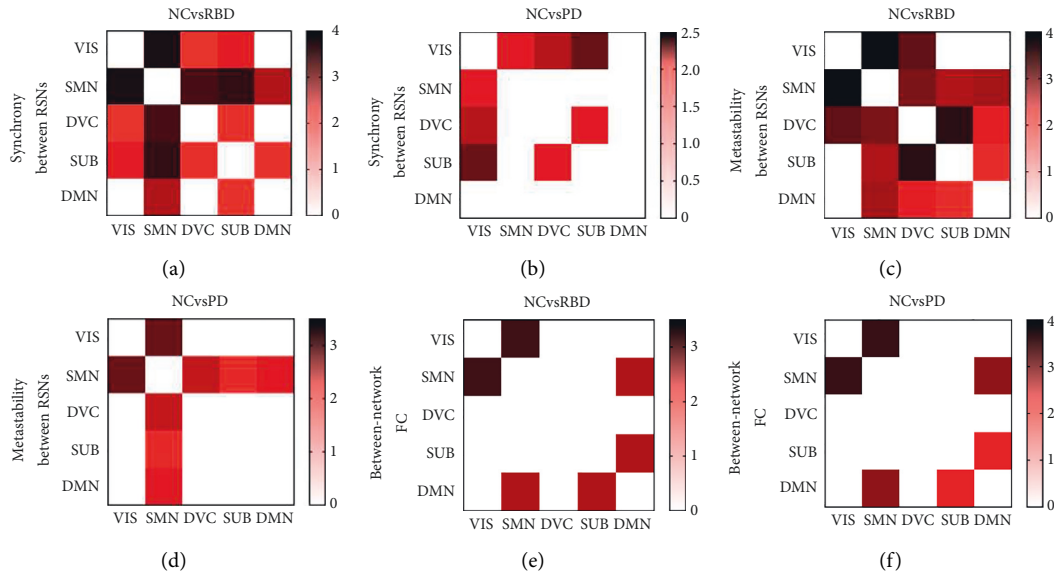 NCvsRBD
Synchrony
between RSNs
VIS
SMN
DVC
SUB
DMN
VIS SMN DVC SUB DMN
4
3
2
1
0
(a)
NCvsPD
Synchrony
between RSNs
VIS
SMN
DVC
SUB
DMN
VIS SMN DVC SUB DMN
2.5
2.0
1.5
1.0
0.5
0
(b)
NCvsRBD
Metastability
between RSNs
VIS
SMN
DVC
SUB
DMN
VIS SMN DVC SUB DMN
4
3
2
1
0
(c)
NCvsPD
Metastability
between RSNs
VIS
SMN
DVC
SUB
DMN
VIS SMN DVC SUB DMN
3
2
1
0
(d)
NCvsRBD
Between-network
FC
VIS
SMN
DVC
SUB
DMN
VIS SMN DVC SUB DMN
3
2
1
0
(e)
NCvsPD
Between-network
FC
VIS
SMN
DVC
SUB
DMN
VIS SMN DVC SUB DMN
4
3
2
1
0
(f)